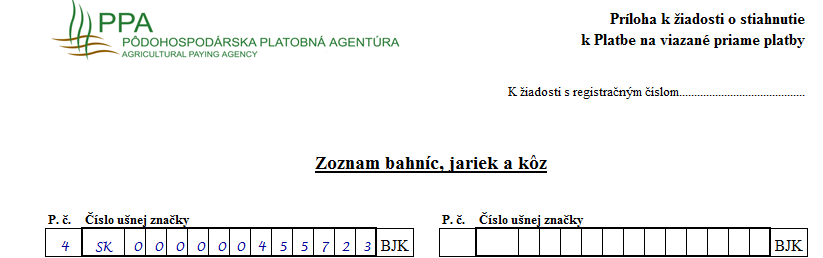 PPA
PÔDOHOSPODÁRSKA PLATOBNÁ AGENTÚRA
AGRICULTURAL PAYING AGENCY
Príloha k žiadosti o stiahnutie
k Platbe na viazané priame platby
K žiadosti s registračným číslom..........................................
Zoznam bahníc, jariek a kôz
P. č. Číslo ušnej značky P. č. Číslo ušnej značky
4 SK 0 0 0 0 0 0 4 5 5 7 2 3 BJK BJK